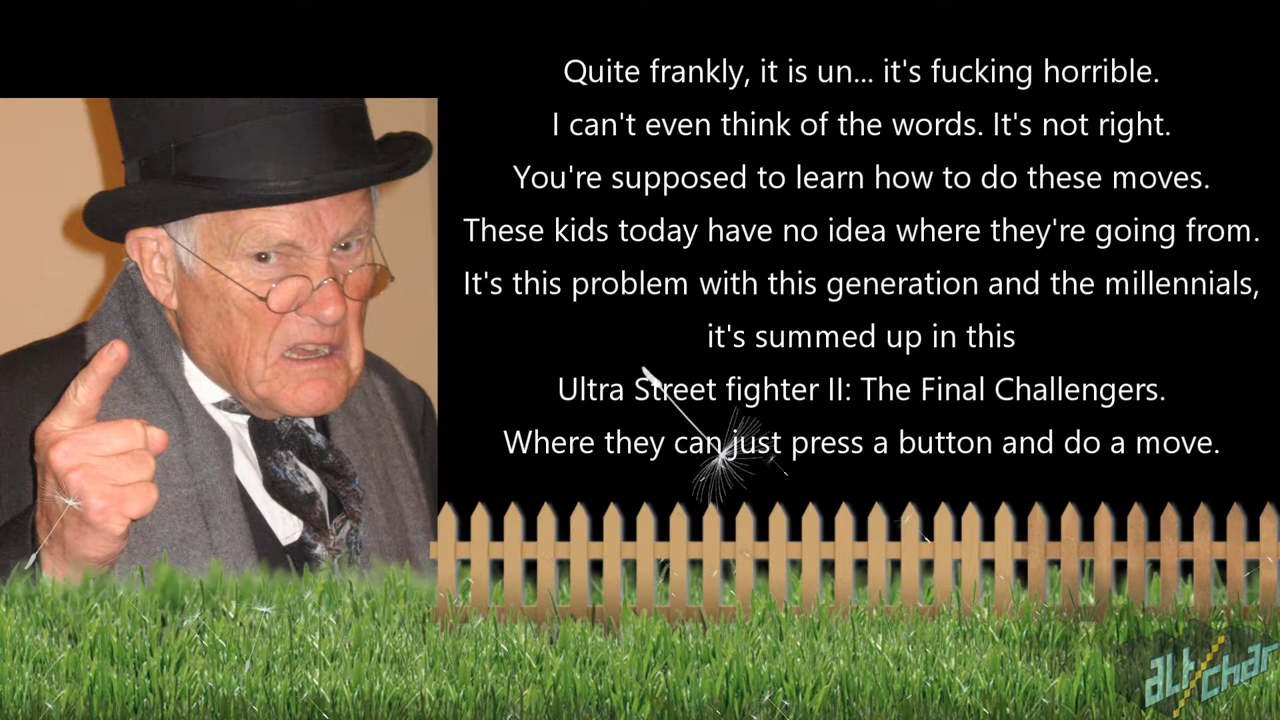 Quite frankly, it is un... it's fucking horrible.
I can't even think of the words. It's not right.
You're supposed to learn how to do these moves.
These kids today have no idea where they're going from.
It's this problem with this generation and the millennials,
it's summed up in this
Ultra Street fighter II: The Final Challengers.
Where they can just press a button and do a move.
alt/char